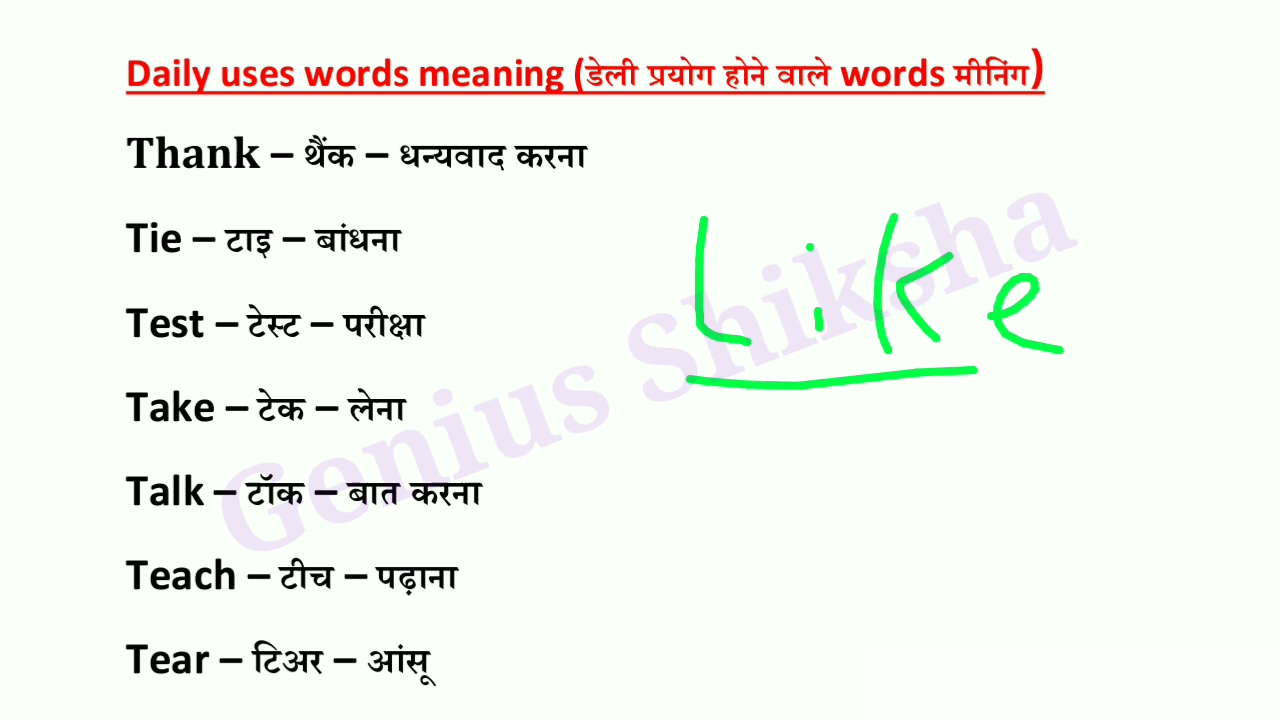 Daily uses words meaning (डेली प्रयोग होने वाले words मीनिंग)
Thank – थैंक – धन्यवाद करना
Tie – टाइ – बांधना
Test – टेस्ट – परीक्षा
Take – टेक – लेना
Talk – टॉक – बात करना
Teach – टीच – पढ़ाना
Tear – टिअर – आंसू
Like
Genius Shiksha